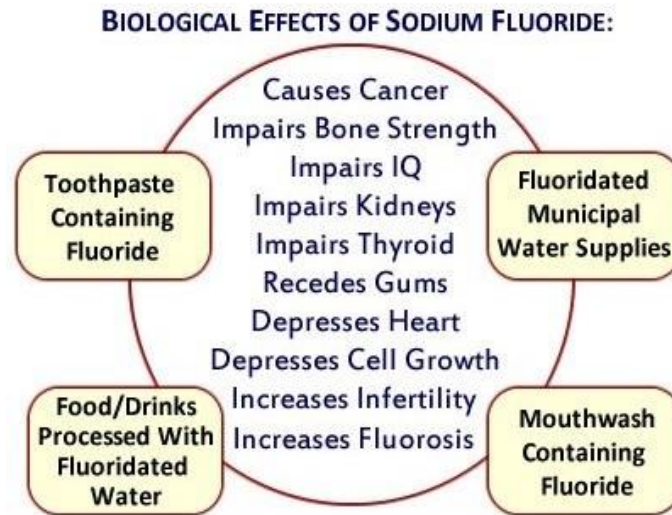 BIOLOGICAL EFFECTS OF SODIUM FLUORIDE:
Causes Cancer
Impairs Bone Strength
Impairs IQ
Impairs Kidneys
Impairs Thyroid
Recedes Gums
Depresses Heart
Depresses Cell Growth
Increases Infertility
Increases Fluorosis
Toothpaste
Containing
Fluoride
Fluoridated
Municipal
Water Supplies
Food/Drinks
Processed With
Fluoridated
Water
Mouthwash
Containing
Fluoride